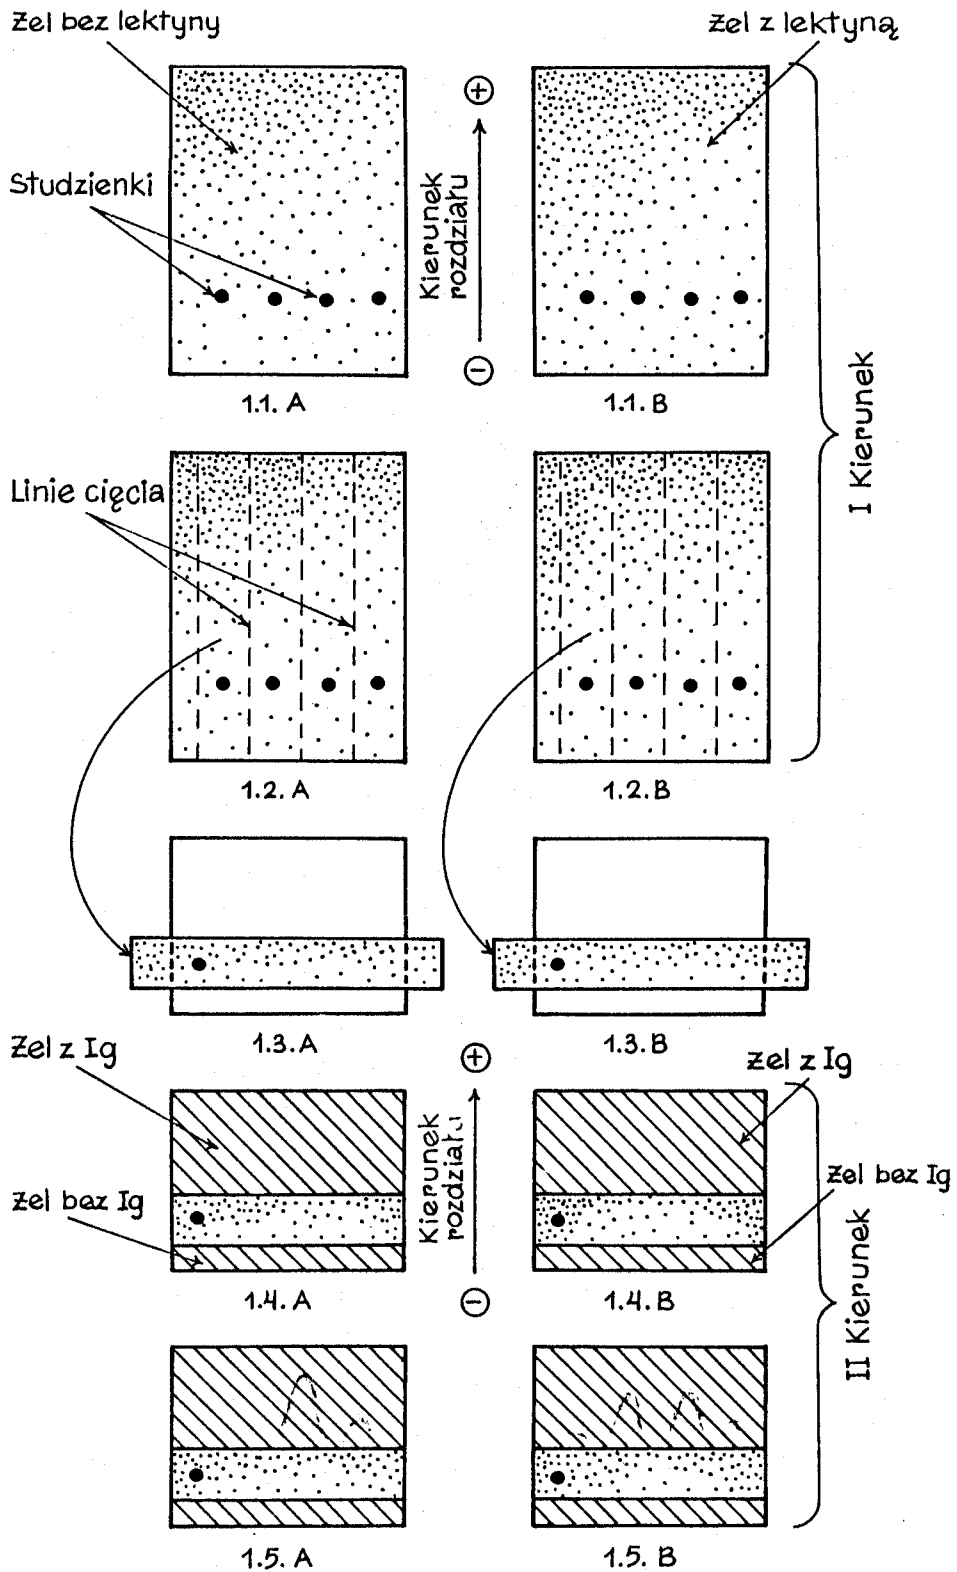 Żel bez lektyny
Żel z lektyną
+
Studzienki
Kierunek
rozdziału
−
1.1. A
1.1. B
I Kierunek
Linie cięcia
1.2. A
1.2. B
1.3. A
1.3. B
Żel z Ig
+
Żel z Ig
Kierunek
rozdziału
Żel bez Ig
Żel bez Ig
−
1.4. A
1.4. B
II Kierunek
1.5. A
1.5. B